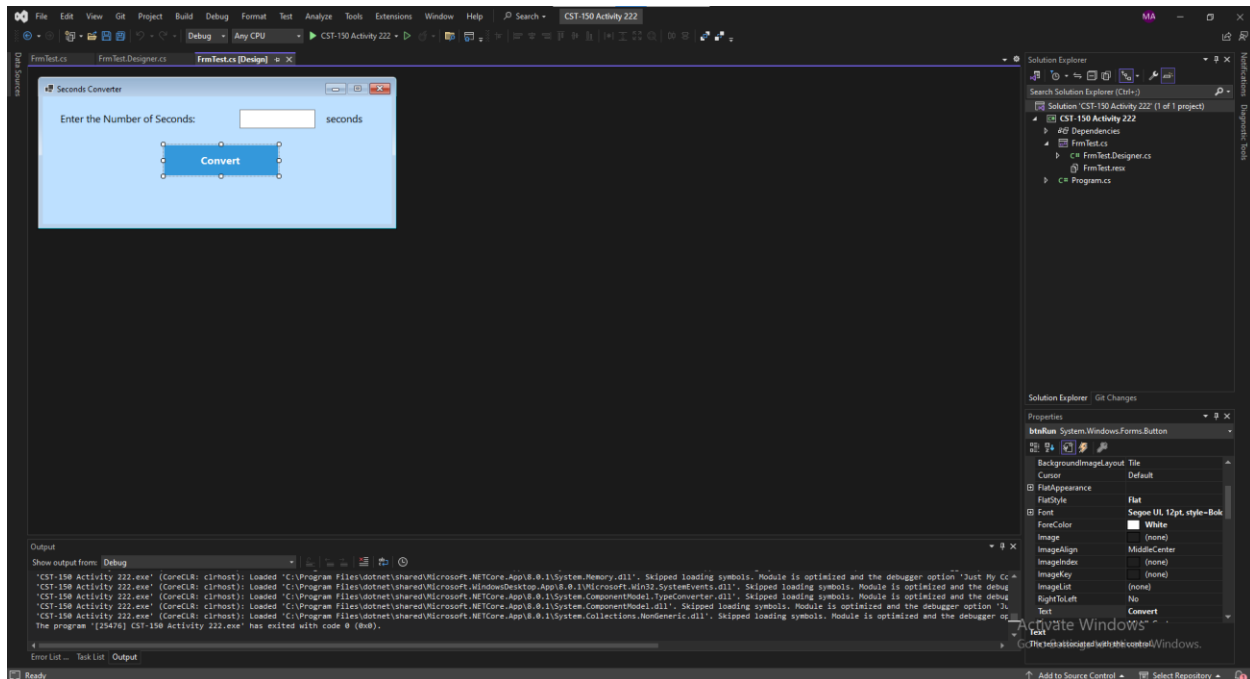 File Edit View Git Project Build Debug Format Test Analyze Tools Extensions Window Help Search CST-150 Activity 222 MA
Debug Any CPU CST-150 Activity 222
Data Sources
FrmTest.cs FrmTest.Designer.cs FrmTest.cs [Design]
Seconds Converter
Enter the Number of Seconds: seconds
Convert
Solution Explorer
Search Solution Explorer (Ctrl+;)
Solution 'CST-150 Activity 222' (1 of 1 project)
CST-150 Activity 222
Dependencies
FrmTest.cs
C# FrmTest.Designer.cs
FrmTest.resx
C# Program.cs
Notifications
Diagnostic Tools
Solution Explorer Git Changes
Properties
btnRun System.Windows.Forms.Button
BackgroundImageLayout Tile
Cursor Default
FlatAppearance
FlatStyle Flat
Font Segoe UI, 12pt, style=Bol
ForeColor White
Image (none)
ImageAlign MiddleCenter
ImageIndex (none)
ImageKey (none)
ImageList (none)
RightToLeft No
Text Convert
Text
Activate Windows
Output
Show output from: Debug
'CST-150 Activity 222.exe' (CoreCLR: clrhost): Loaded 'C:\Program Files\dotnet\shared\Microsoft.NETCore.App\8.0.1\System.Memory.dll'. Skipped loading symbols. Module is optimized and the debugger option 'Just My Co
'CST-150 Activity 222.exe' (CoreCLR: clrhost): Loaded 'C:\Program Files\dotnet\shared\Microsoft.WindowsDesktop.App\8.0.1\Microsoft.Win32.SystemEvents.dll'. Skipped loading symbols. Module is optimized and the debug
'CST-150 Activity 222.exe' (CoreCLR: clrhost): Loaded 'C:\Program Files\dotnet\shared\Microsoft.NETCore.App\8.0.1\System.ComponentModel.TypeConverter.dll'. Skipped loading symbols. Module is optimized and the debug
'CST-150 Activity 222.exe' (CoreCLR: clrhost): Loaded 'C:\Program Files\dotnet\shared\Microsoft.NETCore.App\8.0.1\System.ComponentModel.dll'. Skipped loading symbols. Module is optimized and the debugger option 'Ju
'CST-150 Activity 222.exe' (CoreCLR: clrhost): Loaded 'C:\Program Files\dotnet\shared\Microsoft.NETCore.App\8.0.1\System.Collections.NonGeneric.dll'. Skipped loading symbols. Module is optimized and the debugger op
The program '[25476] CST-150 Activity 222.exe' has exited with code 0 (0x0).
Error List ... Task List Output
Ready Add to Source Control Select Repository